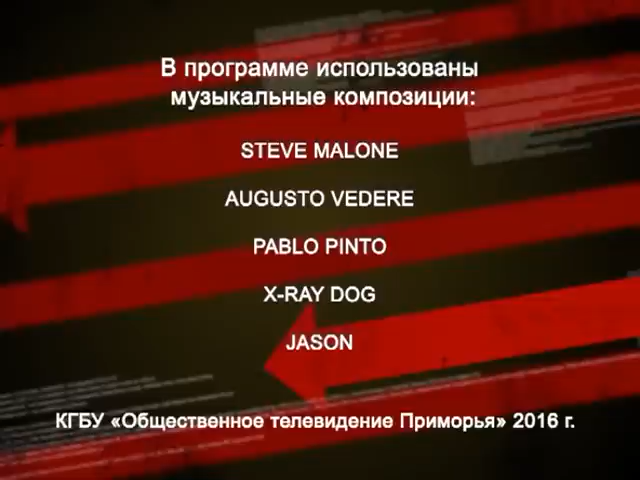 В программе использованы
музыкальные композиции:
STEVE MALONE
AUGUSTO VEDERE
PABLO PINTO
X-RAY DOG
JASON
КГБУ «Общественное телевидение Приморья» 2016 г.